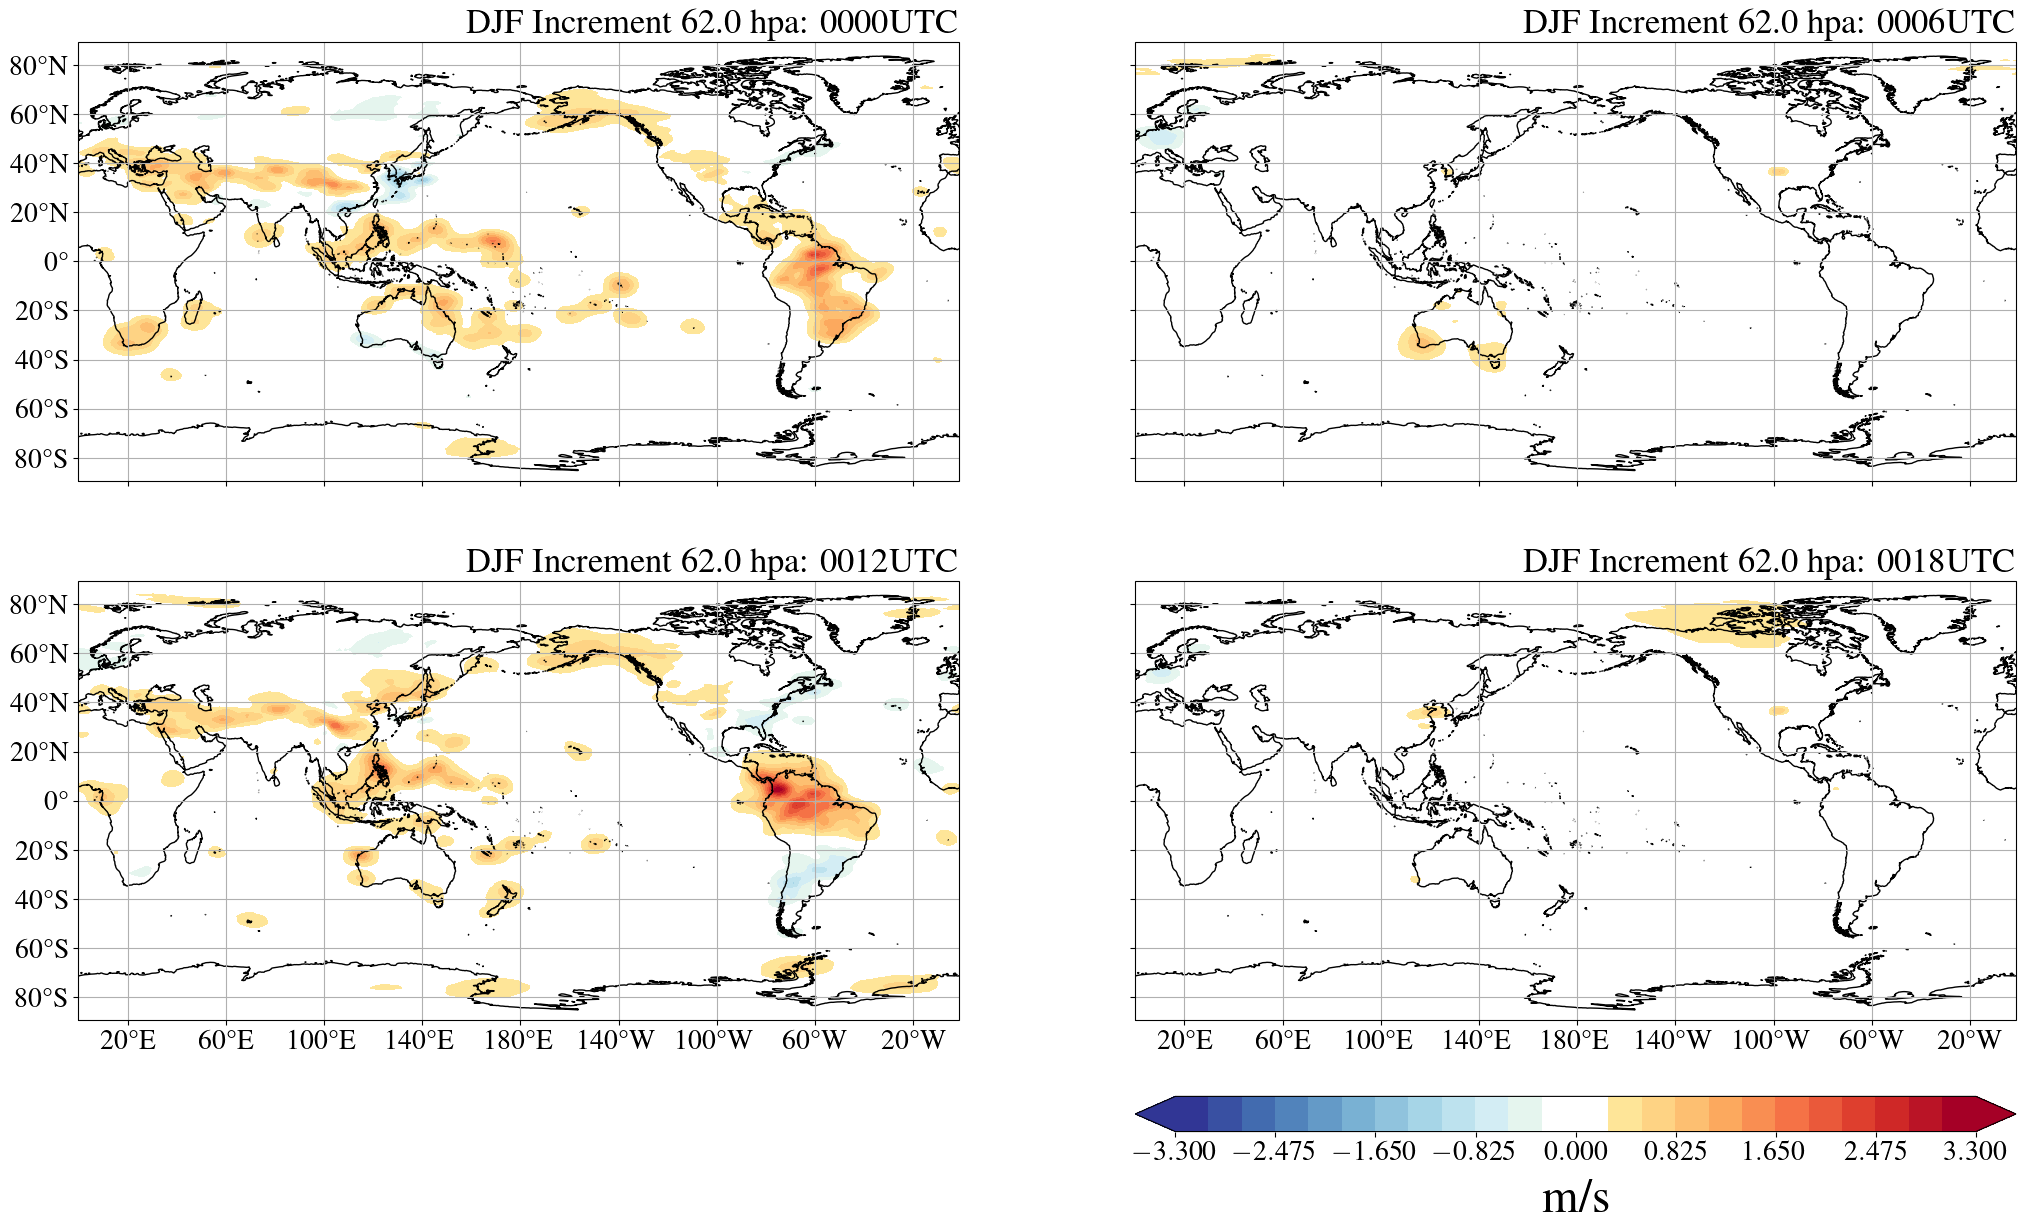 DJF Increment 62.0 hpa: 0000UTC
DJF Increment 62.0 hpa: 0006UTC
80°N
60°N
40°N
20°N
0°
20°S
40°S
60°S
80°S
DJF Increment 62.0 hpa: 0012UTC
DJF Increment 62.0 hpa: 0018UTC
80°N
60°N
40°N
20°N
0°
20°S
40°S
60°S
80°S
20°E 60°E 100°E 140°E 180°E 140°W 100°W 60°W 20°W
20°E 60°E 100°E 140°E 180°E 140°W 100°W 60°W 20°W
−3.300 −2.475 −1.650 −0.825 0.000 0.825 1.650 2.475 3.300
m/s